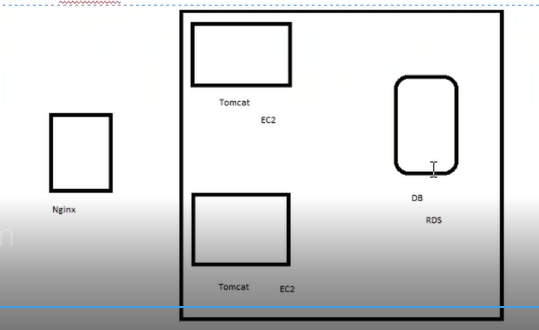 Tomcat
EC2
Nginx
DB
RDS
Tomcat
EC2